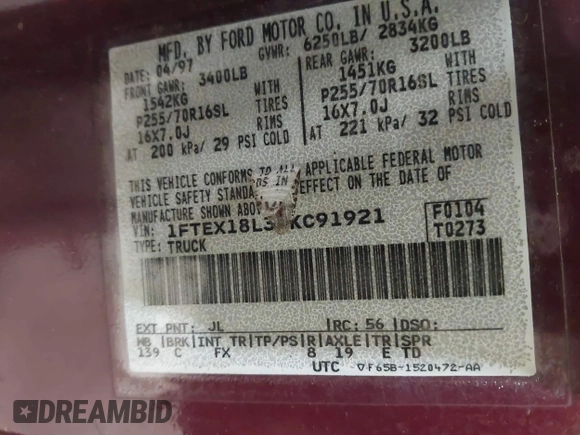 MFD. BY FORD MOTOR CO. IN U.S.A.
DATE: 04/97 GVWR: 6250LB/ 2834KG
FRONT GAWR: 3400LB REAR GAWR: 3200LB
1542KG WITH 1451KG WITH
P255/70R16SL TIRES P255/70R16SL TIRES
16X7.0J RIMS 16X7.0J RIMS
AT 200 kPa/ 29 PSI COLD AT 221 kPa/ 32 PSI COLD
THIS VEHICLE CONFORMS TO ALL APPLICABLE FEDERAL MOTOR
VEHICLE SAFETY IN EFFECT ON THE DATE OF
MANUFACTURE SHOWN
VIN: 1FTEX18L KC91921 F0104
TYPE: TRUCK T0273
EXT PNT: JL RC: 56 DSO:
WB BRK INT TR TP/PS R AXLE TR SPR
139 C FX 8 19 E TD
UTC F65B-1520472-AA
DREAMBID